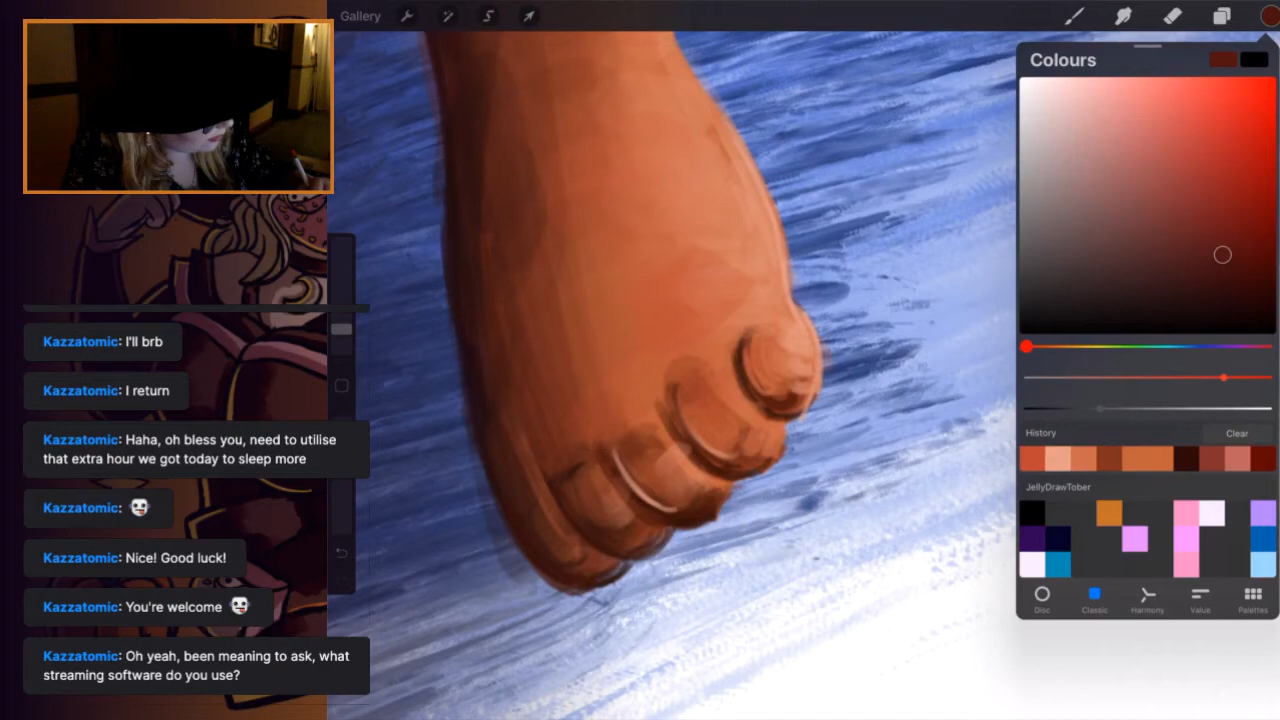 Gallery
Colours
Kazzatomic: I'll brb
Kazzatomic: I return
Kazzatomic: Haha, oh bless you, need to utilise
that extra hour we got today to sleep more
Kazzatomic:
Kazzatomic: Nice! Good luck!
Kazzatomic: You're welcome
Kazzatomic: Oh yeah, been meaning to ask, what
streaming software do you use?
History
Clear
JellyDrawTober
Disc
Classic
Harmony
Value
Palettes